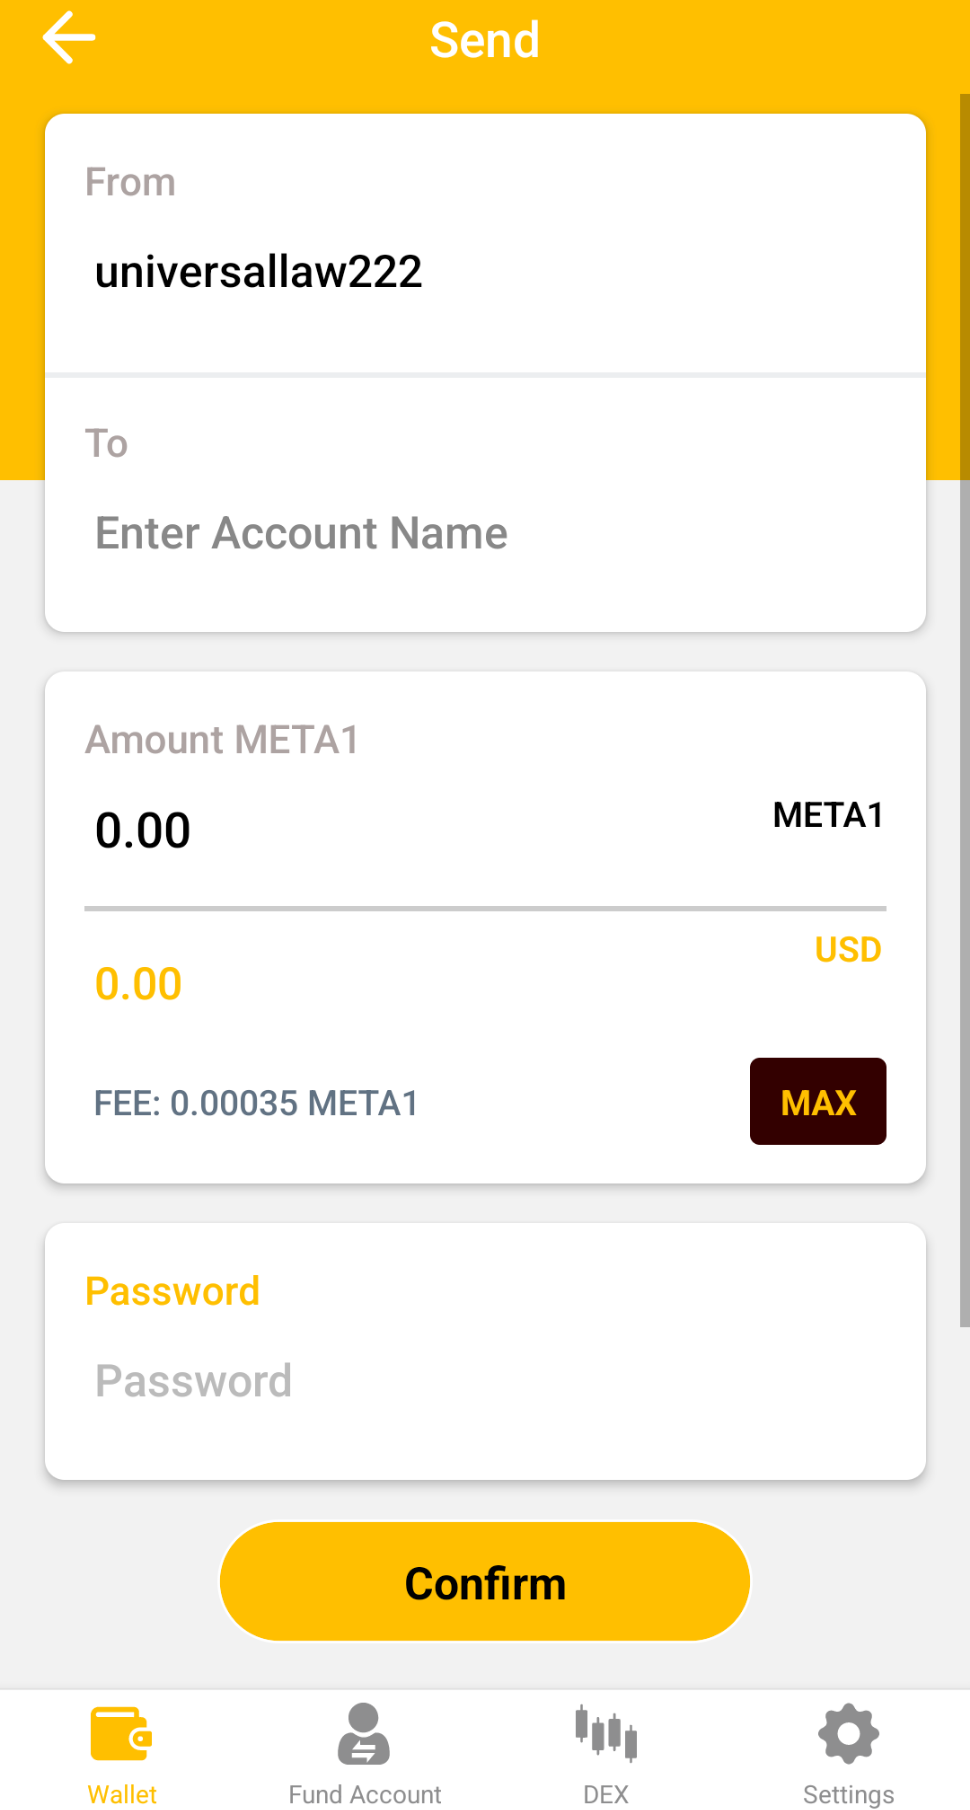 Send
From
universallaw222
To
Enter Account Name
Amount META1
0.00 META1
USD
0.00
FEE: 0.00035 META1 MAX
Password
Password
Confirm
Wallet Fund Account DEX Settings